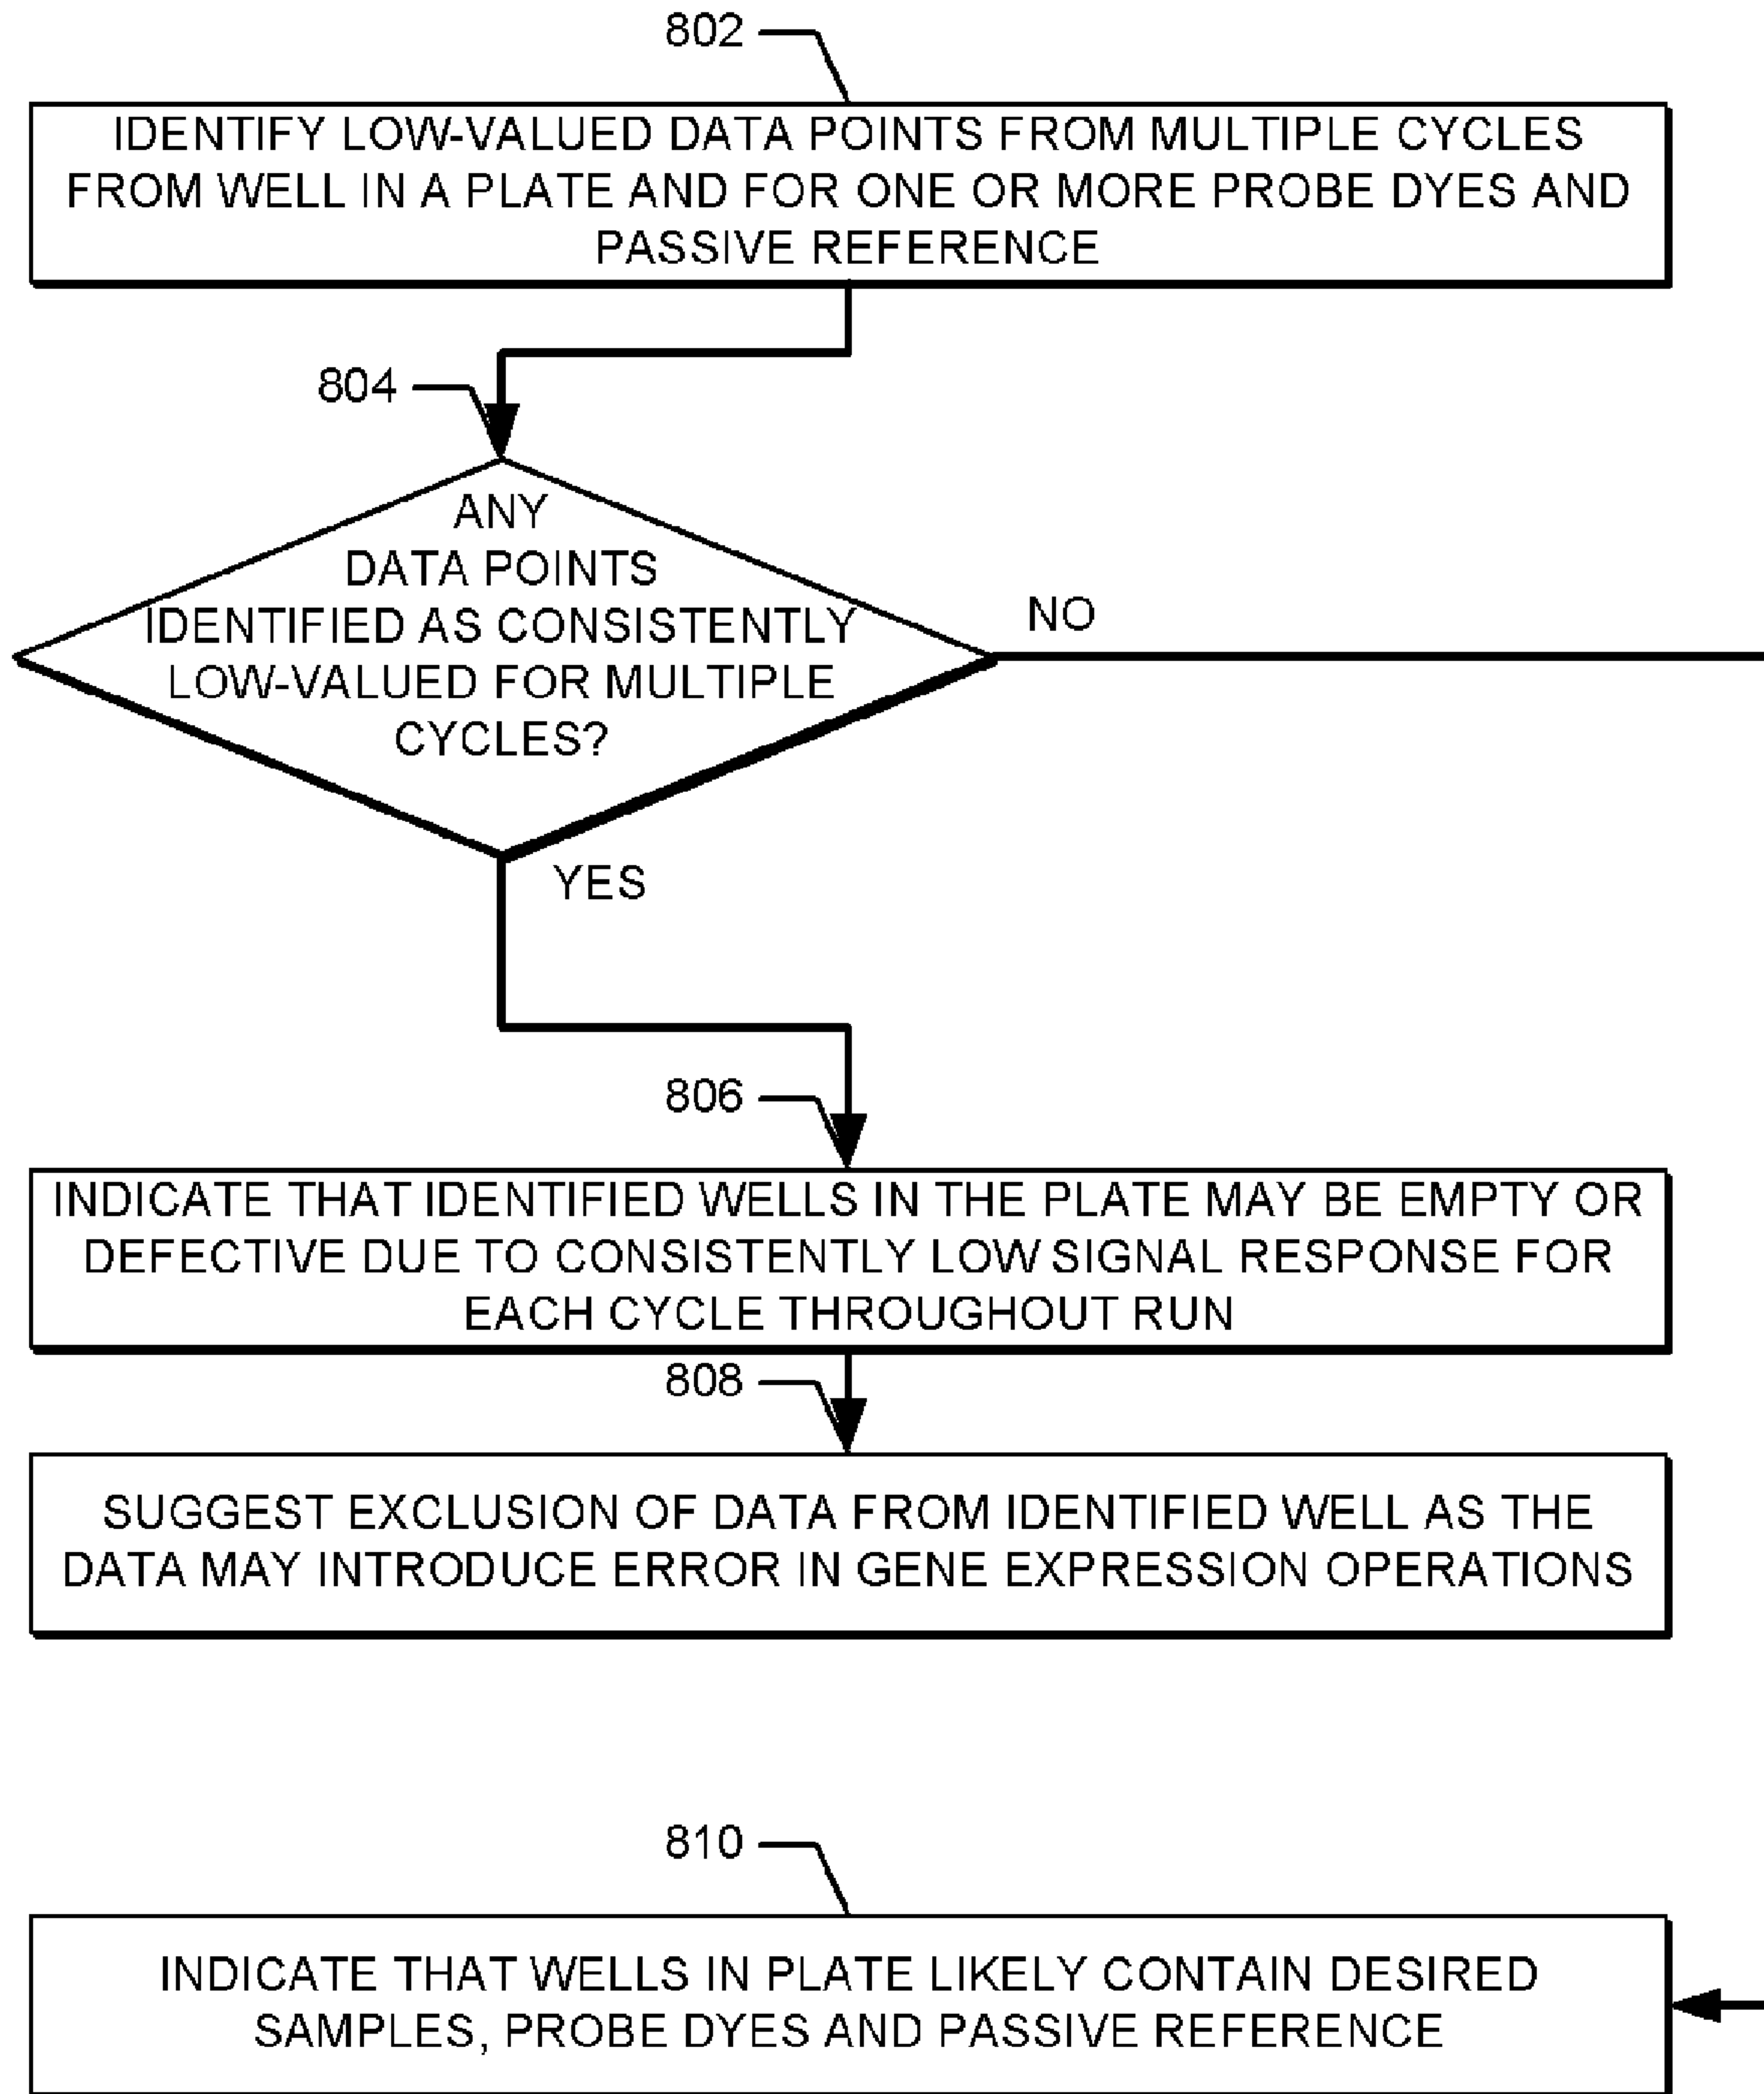 802
IDENTIFY LOW-VALUED DATA POINTS FROM MULTIPLE CYCLES
FROM WELL IN A PLATE AND FOR ONE OR MORE PROBE DYES AND
PASSIVE REFERENCE
804
ANY
DATA POINTS
IDENTIFIED AS CONSISTENTLY
LOW-VALUED FOR MULTIPLE
CYCLES?
NO
YES
806
INDICATE THAT IDENTIFIED WELLS IN THE PLATE MAY BE EMPTY OR
DEFECTIVE DUE TO CONSISTENTLY LOW SIGNAL RESPONSE FOR
EACH CYCLE THROUGHOUT RUN
808
SUGGEST EXCLUSION OF DATA FROM IDENTIFIED WELL AS THE
DATA MAY INTRODUCE ERROR IN GENE EXPRESSION OPERATIONS
810
INDICATE THAT WELLS IN PLATE LIKELY CONTAIN DESIRED
SAMPLES, PROBE DYES AND PASSIVE REFERENCE